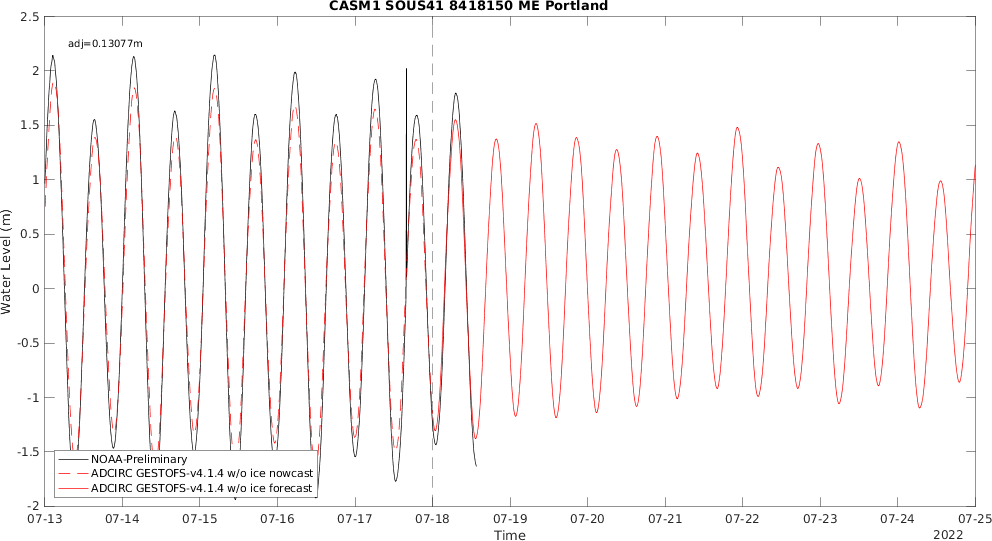 CASM1 SOUS41 8418150 ME Portland
adj=0.13077m
2.5
2
1.5
1
0.5
0
-0.5
-1
-1.5
-2
Water Level (m)
NOAA-Preliminary
ADCIRC GESTOFS-v4.1.4 w/o ice nowcast
ADCIRC GESTOFS-v4.1.4 w/o ice forecast
07-13 07-14 07-15 07-16 07-17 07-18 07-19 07-20 07-21 07-22 07-23 07-24 07-25
Time
2022